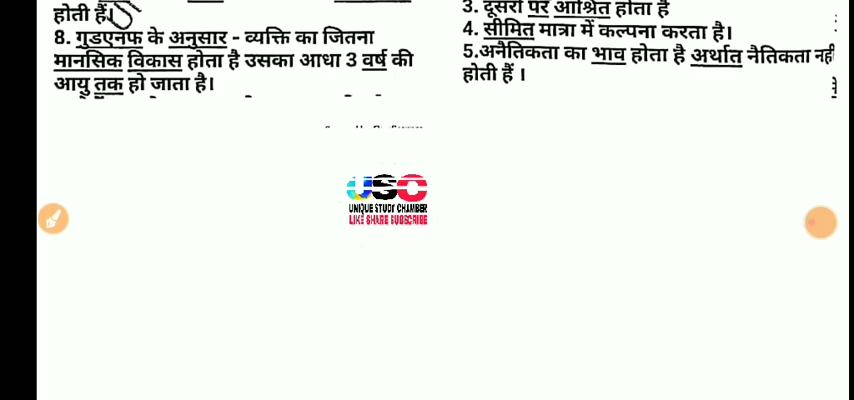 होती हैं।
8. गुडएनफ के अनुसार - व्यक्ति का जितना
मानसिक विकास होता है उसका आधा 3 वर्ष की
आयु तक हो जाता है।
3. दूसरों पर आश्रित होता है
4. सीमित मात्रा में कल्पना करता है।
5.अनैतिकता का भाव होता है अर्थात नैतिकता नही
होती हैं ।
USC
UNIQUE STUDY CHAMBER
LIKE SHARE SUBSCRIBE